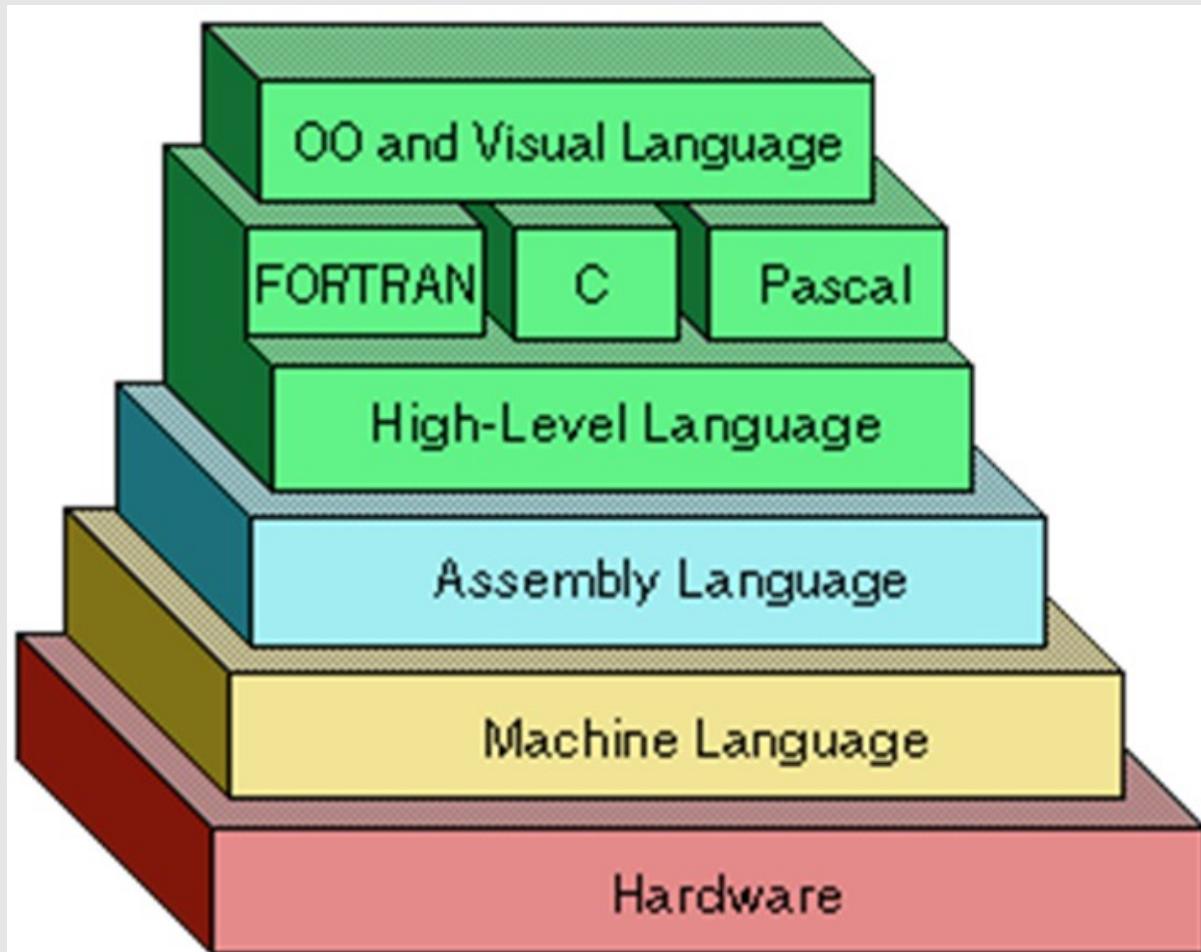 OO and Visual Language
FORTRAN C Pascal
High-Level Language
Assembly Language
Machine Language
Hardware